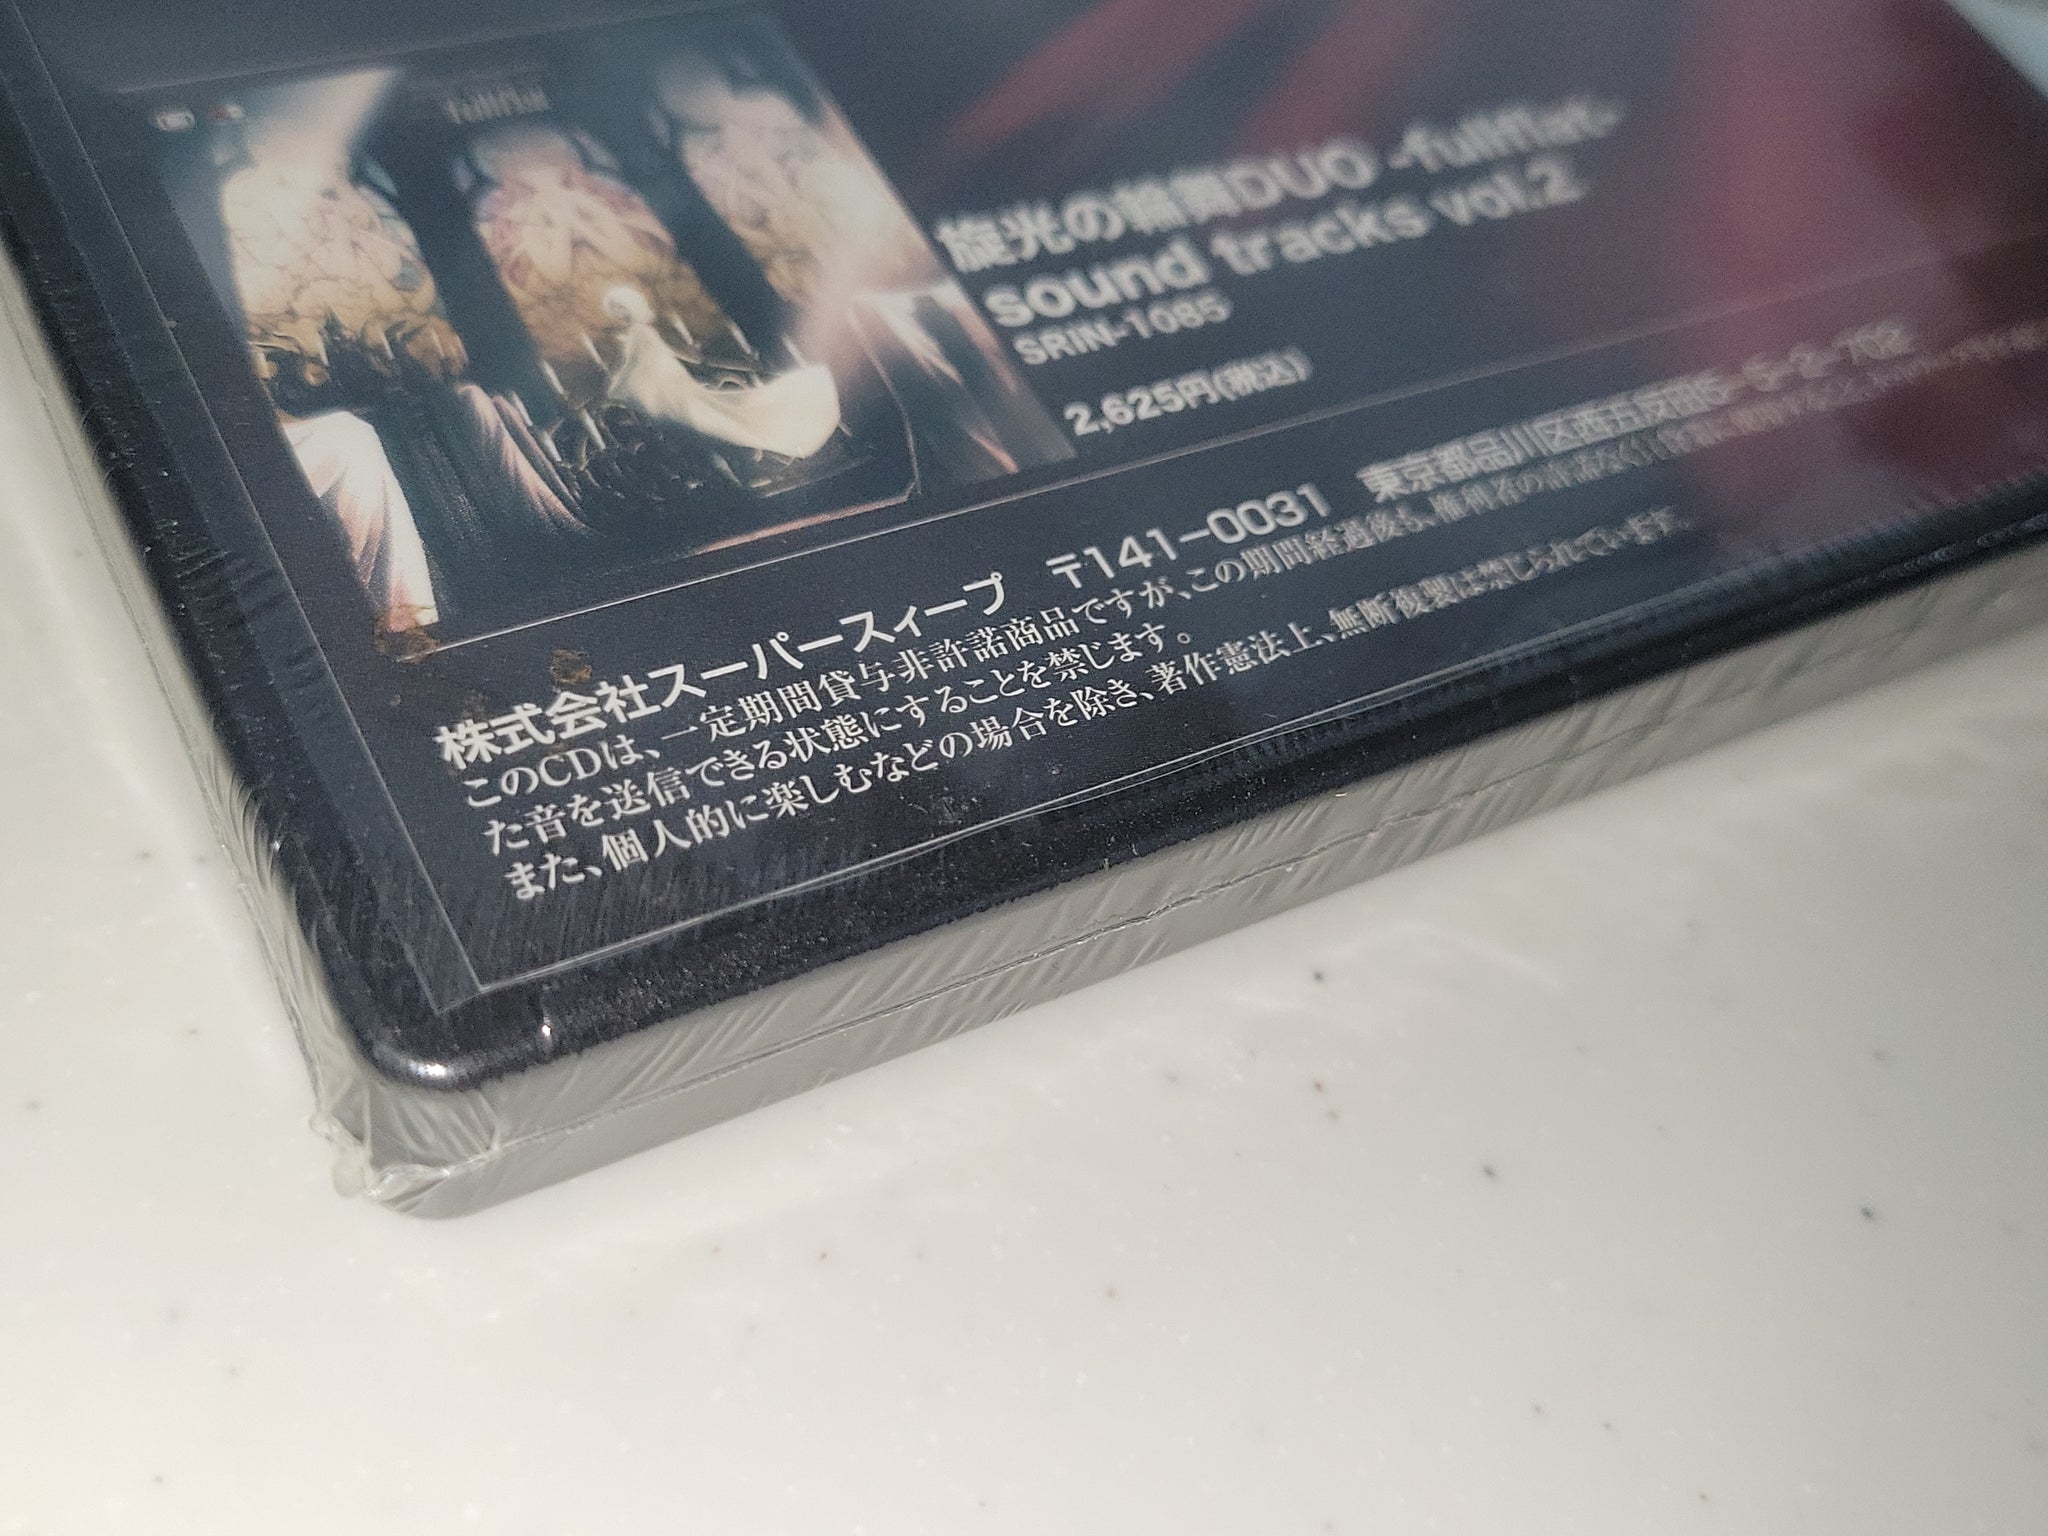 fullflat
旋光の輪舞DUO -fullflat-
sound tracks vol.2
SRIN-1085
2,625円(税込)
株式会社スーパースィープ 〒141-0031 東京都品川区西五反田
このCDは、一定期間貸与非許諾商品ですが、この期間経過後も、権利者の許諾なく、
た音を送信できる状態にすることを禁じます。
また、個人的に楽しむなどの場合を除き、著作憲法上、無断複製は禁じられています。